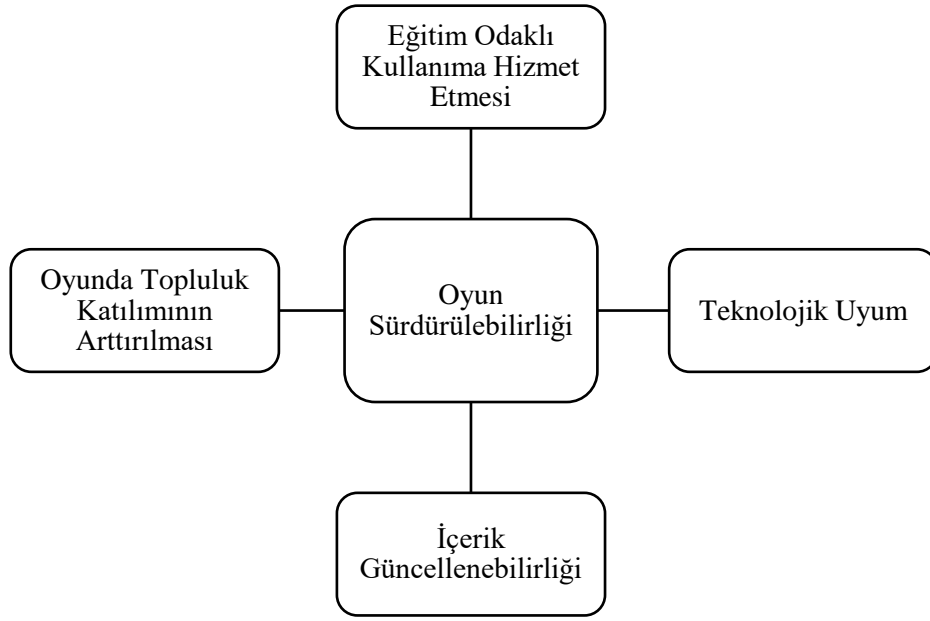 Eğitim Odaklı
Kullanıma Hizmet
Etmesi
Oyunda Topluluk
Katılımının
Arttırılması
Oyun
Sürdürülebilirliği
Teknolojik Uyum
İçerik
Güncellenebilirliği